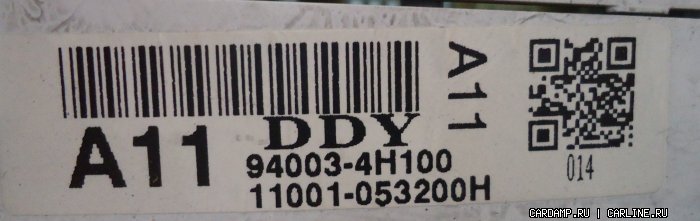 A11
DDY
94003-4H100
11001-053200H
A11
014
CARDAMP.RU | CARLINE.RU